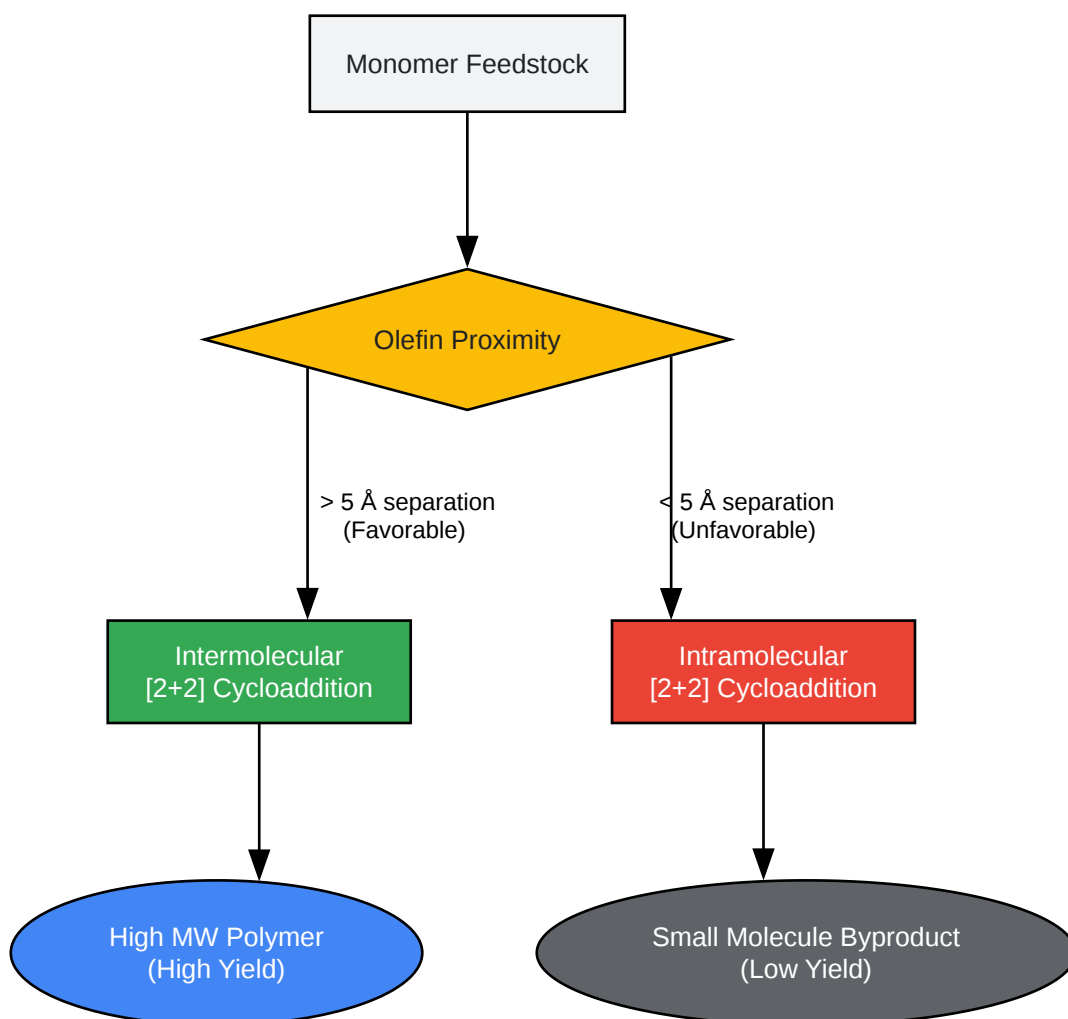 Monomer Feedstock
Olefin Proximity
> 5 Å separation
(Favorable)
< 5 Å separation
(Unfavorable)
Intermolecular
[2+2] Cycloaddition
Intramolecular
[2+2] Cycloaddition
High MW Polymer
(High Yield)
Small Molecule Byproduct
(Low Yield)